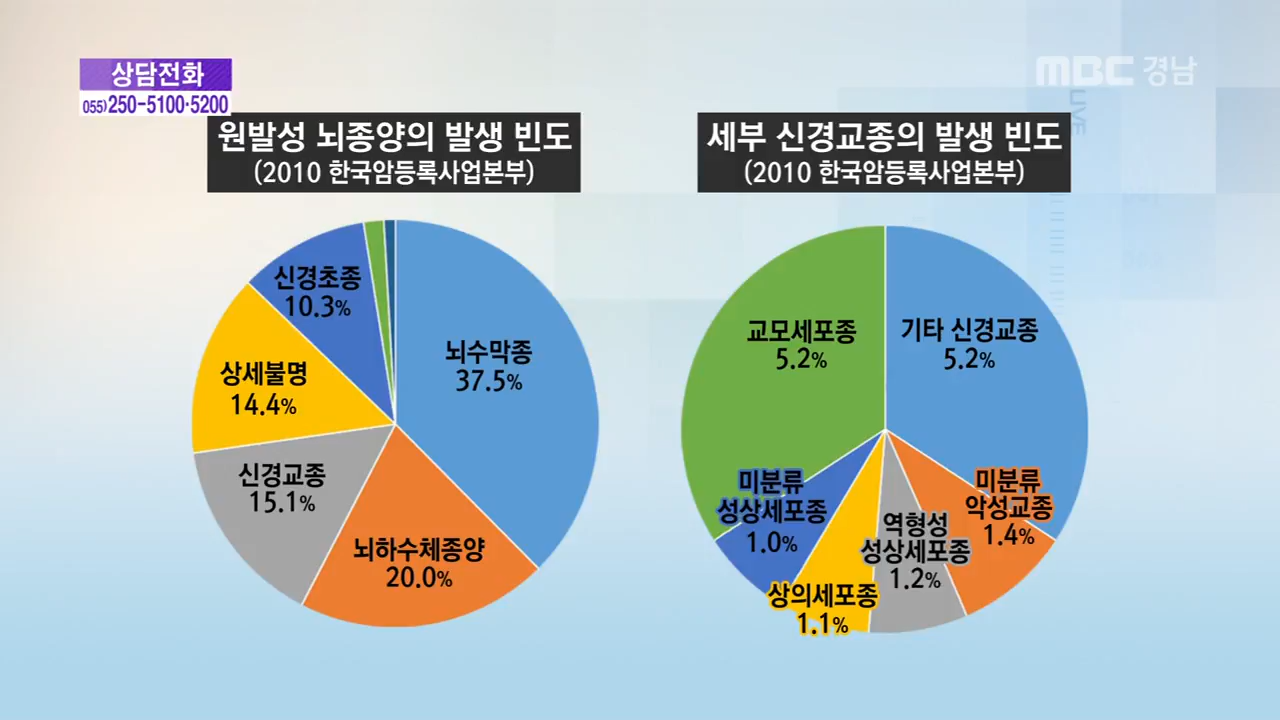 상담전화
055)250-5100·5200
MBC 경남
LIVE
원발성 뇌종양의 발생 빈도
(2010 한국암등록사업본부)
신경초종
10.3%
뇌수막종
37.5%
상세불명
14.4%
신경교종
15.1%
뇌하수체종양
20.0%
세부 신경교종의 발생 빈도
(2010 한국암등록사업본부)
교모세포종
5.2%
기타 신경교종
5.2%
미분류
성상세포종
1.0%
미분류
악성교종
1.4%
역형성
성상세포종
1.2%
상의세포종
1.1%